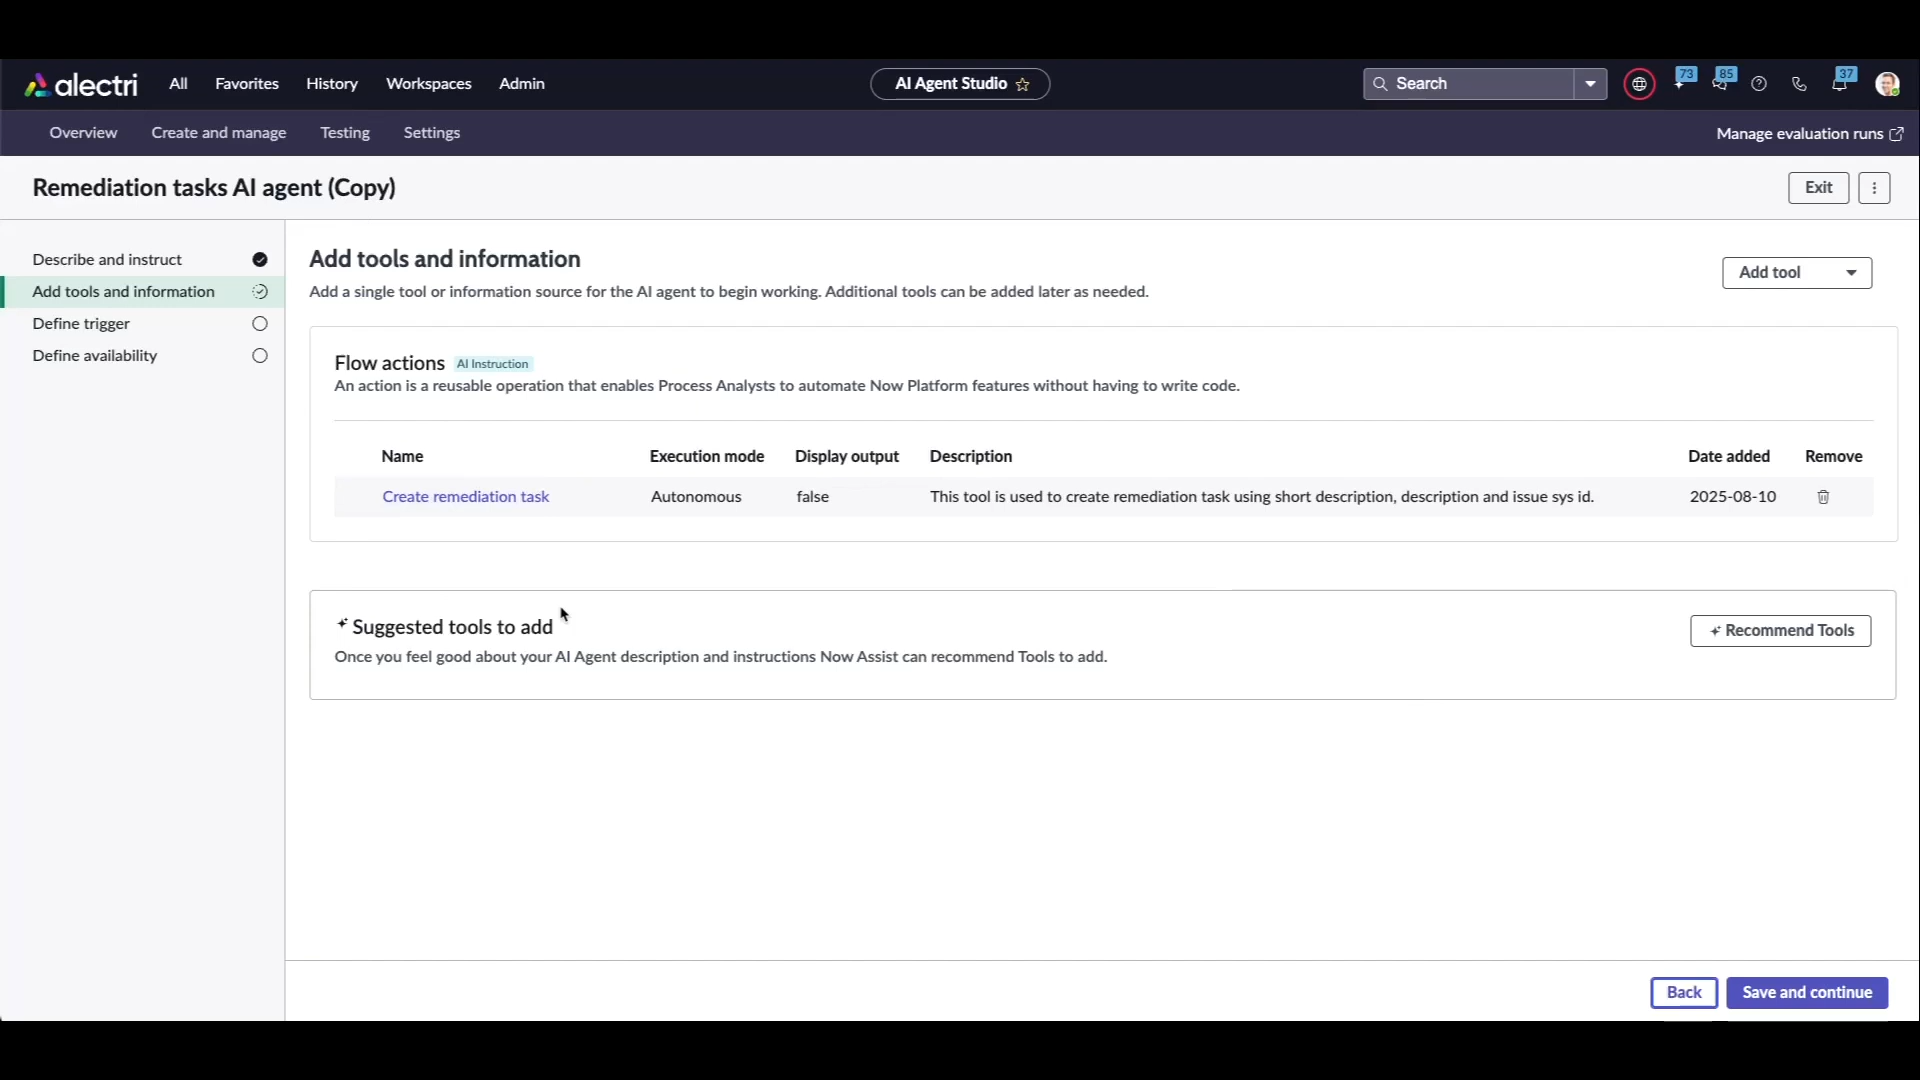 alectri All Favorites History Workspaces Admin AI Agent Studio Search 73 85 37
Overview Create and manage Testing Settings Manage evaluation runs
Remediation tasks AI agent (Copy) Exit
Describe and instruct
Add tools and information
Define trigger
Define availability
Add tools and information
Add a single tool or information source for the AI agent to begin working. Additional tools can be added later as needed.
Add tool
Flow actions AI Instruction
An action is a reusable operation that enables Process Analysts to automate Now Platform features without having to write code.
Name Execution mode Display output Description Date added Remove
Create remediation task Autonomous false This tool is used to create remediation task using short description, description and issue sys id. 2025-08-10
Suggested tools to add
Once you feel good about your AI Agent description and instructions Now Assist can recommend Tools to add.
Recommend Tools
Back Save and continue